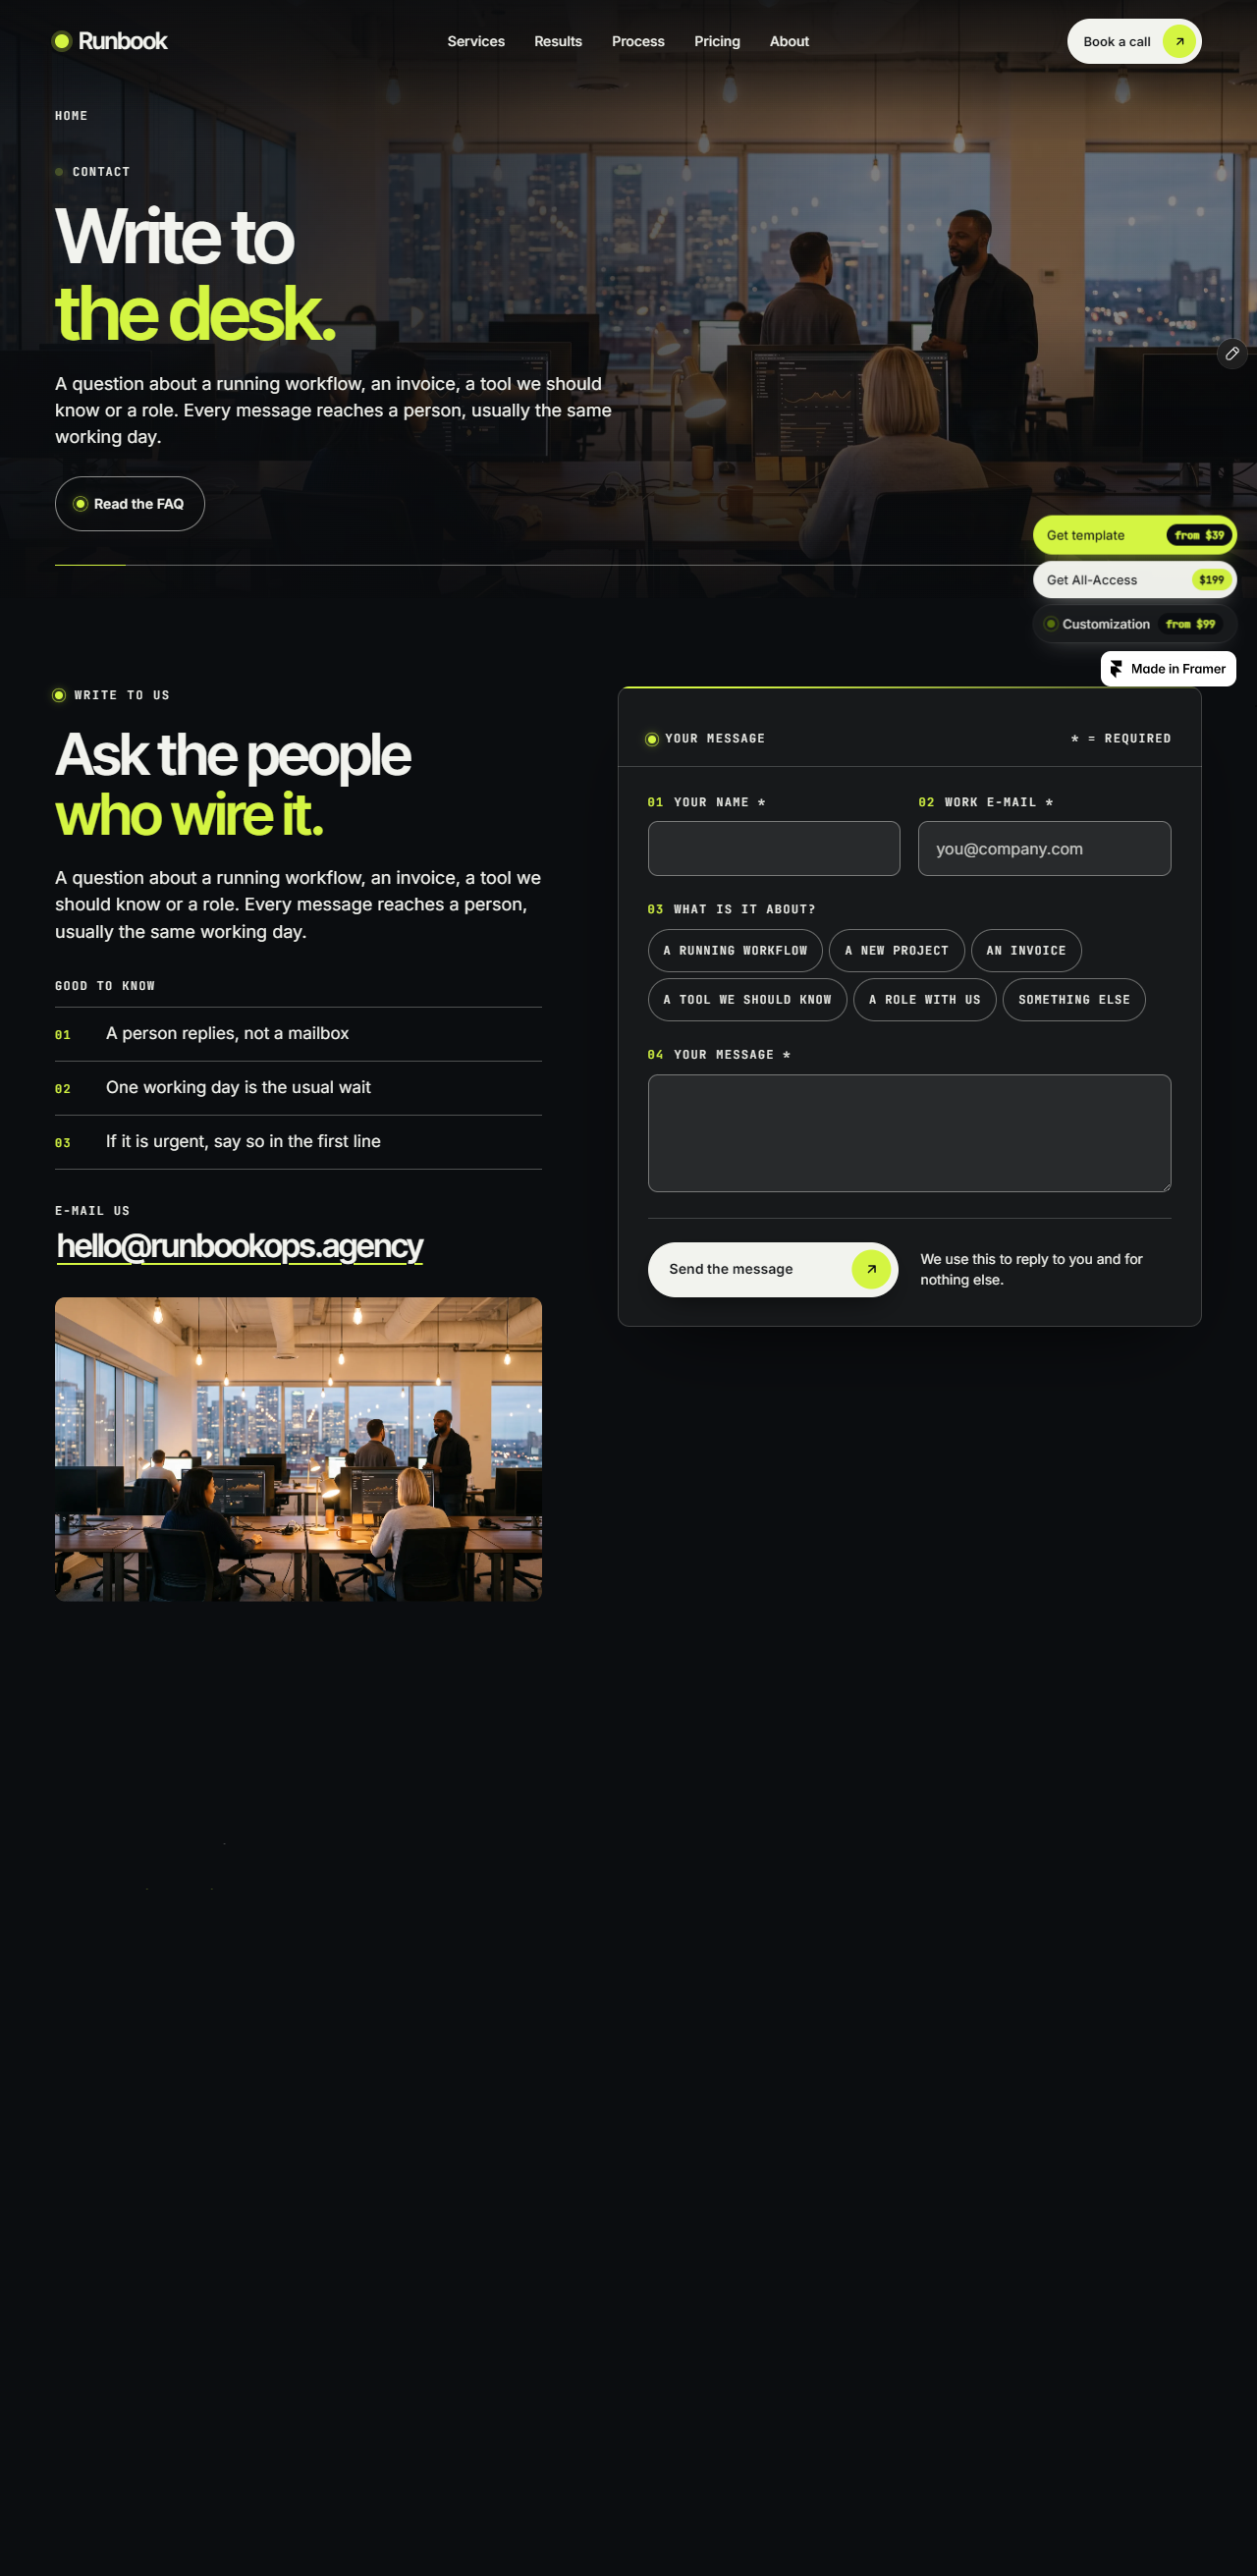 Runbook
Services
Results
Process
Pricing
About
Book a call
HOME
CONTACT
Write to
the desk.
A question about a running workflow, an invoice, a tool we should
know or a role. Every message reaches a person, usually the same
working day.
Read the FAQ
Get template from $39
Get All-Access $199
Customization from $99
Made in Framer
WRITE TO US
Ask the people
who wire it.
A question about a running workflow, an invoice, a tool we
should know or a role. Every message reaches a person,
usually the same working day.
GOOD TO KNOW
01 A person replies, not a mailbox
02 One working day is the usual wait
03 If it is urgent, say so in the first line
E-MAIL US
hello@runbookops.agency
YOUR MESSAGE
* = REQUIRED
01 YOUR NAME *
02 WORK E-MAIL *
you@company.com
03 WHAT IS IT ABOUT?
A RUNNING WORKFLOW
A NEW PROJECT
AN INVOICE
A TOOL WE SHOULD KNOW
A ROLE WITH US
SOMETHING ELSE
04 YOUR MESSAGE *
Send the message
We use this to reply to you and for
nothing else.